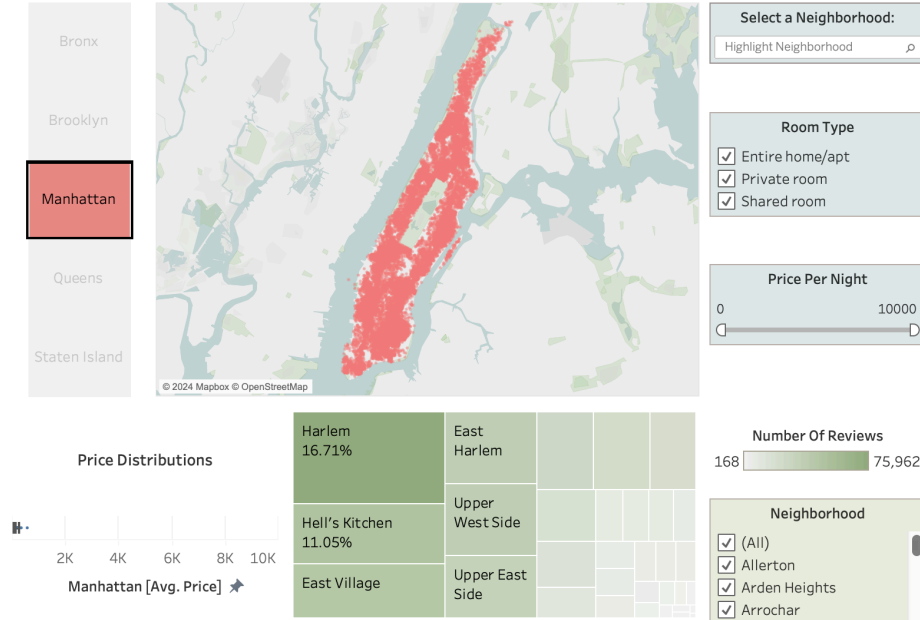 Bronx
Brooklyn
Manhattan
Queens
Staten Island
© 2024 Mapbox © OpenStreetMap
Select a Neighborhood:
Highlight Neighborhood
Room Type
Entire home/apt
Private room
Shared room
Price Per Night
0 10000
Price Distributions
2K 4K 6K 8K 10K
Manhattan [Avg. Price]
Harlem
16.71%
Hell's Kitchen
11.05%
East Village
East
Harlem
Upper
West Side
Upper East
Side
Number Of Reviews
168 75,962
Neighborhood
(All)
Allerton
Arden Heights
Arrochar